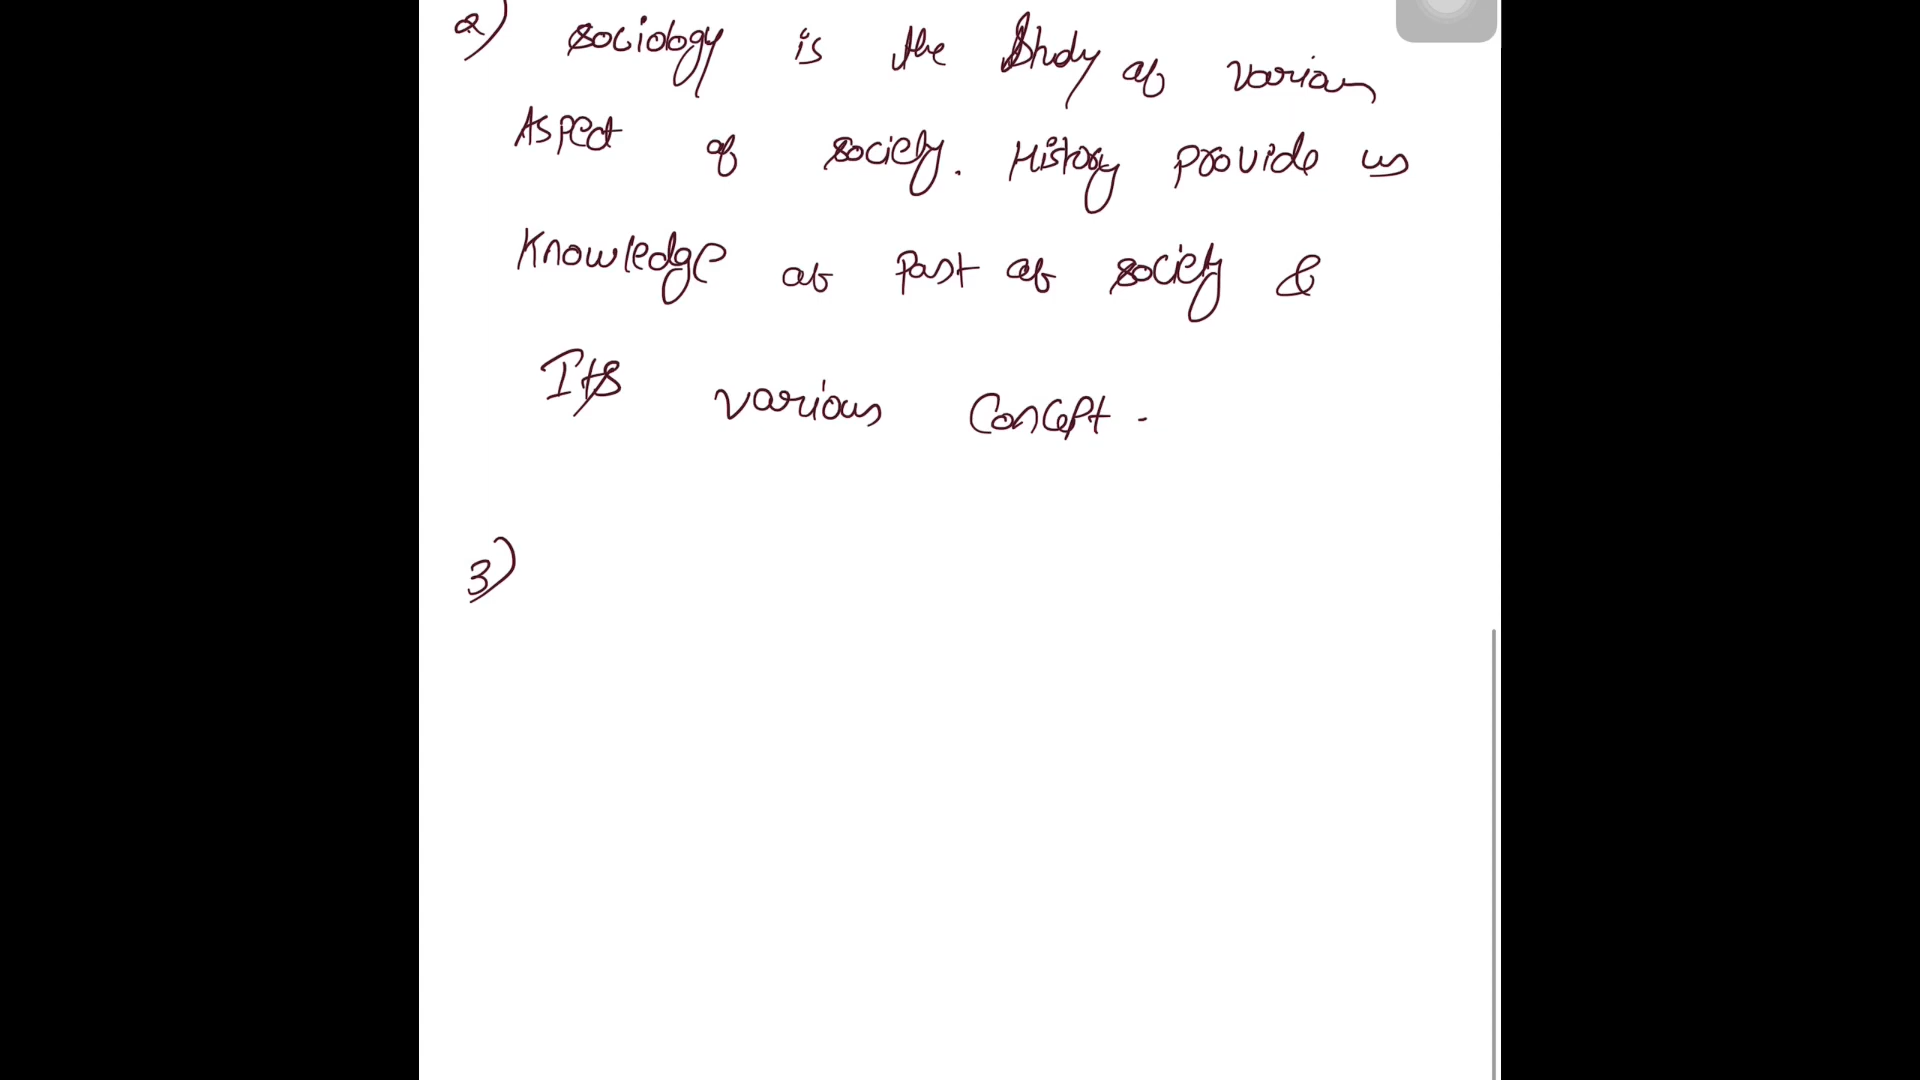 2) Sociology is the Study of various
Aspect of society. History provide us
Knowledge of Past of society &
Its various Concept.
3)